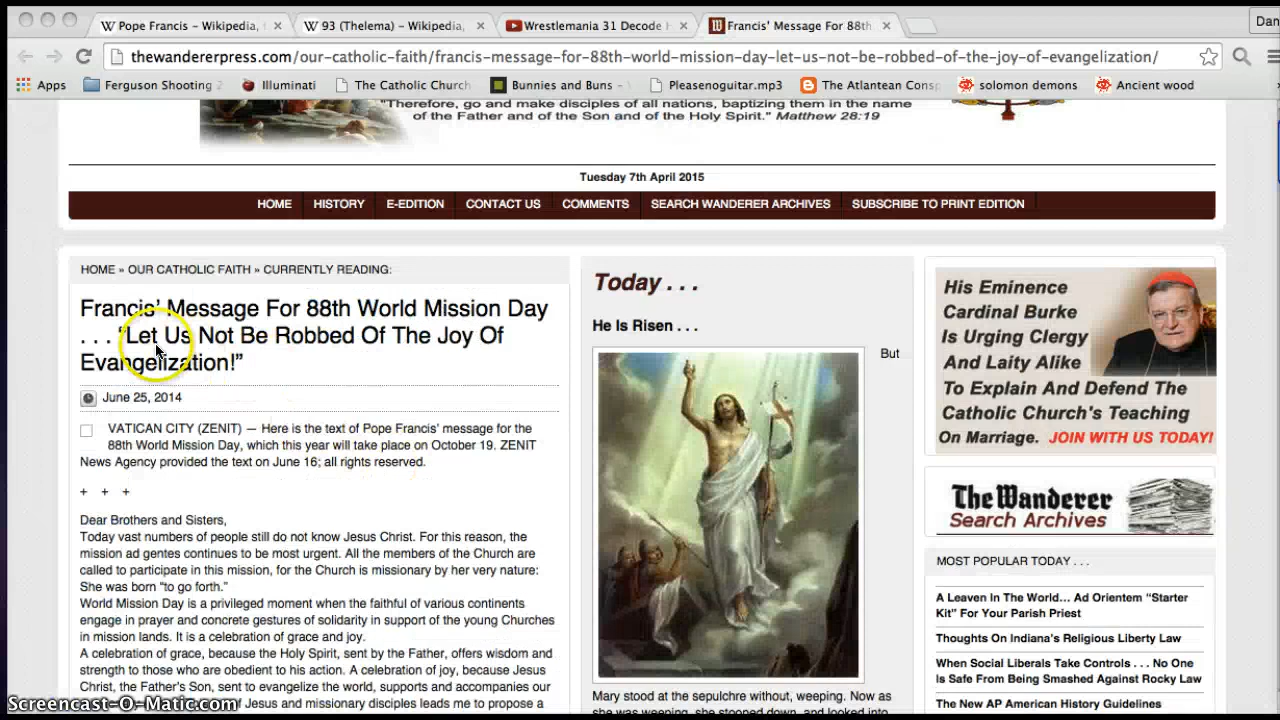 Pope Francis – Wikipedia,
93 (Thelema) – Wikipedia,
Wrestlemania 31 Decode
Francis' Message For 88th
Dan
thewandererpress.com/our-catholic-faith/francis-message-for-88th-world-mission-day-let-us-not-be-robbed-of-the-joy-of-evangelization/
Apps
Ferguson Shooting
Illuminati
The Catholic Church
Bunnies and Buns -
Pleasenoguitar.mp3
The Atlantean Consp
solomon demons
Ancient wood
"Therefore, go and make disciples of all nations, baptizing them in the name
of the Father and of the Son and of the Holy Spirit." Matthew 28:19
Tuesday 7th April 2015
HOME
HISTORY
E-EDITION
CONTACT US
COMMENTS
SEARCH WANDERER ARCHIVES
SUBSCRIBE TO PRINT EDITION
HOME » OUR CATHOLIC FAITH » CURRENTLY READING:
Francis' Message For 88th World Mission Day
. . . "Let Us Not Be Robbed Of The Joy Of
Evangelization!"
June 25, 2014
VATICAN CITY (ZENIT) — Here is the text of Pope Francis' message for the
88th World Mission Day, which this year will take place on October 19. ZENIT
News Agency provided the text on June 16; all rights reserved.
+ + +
Dear Brothers and Sisters,
Today vast numbers of people still do not know Jesus Christ. For this reason, the
mission ad gentes continues to be most urgent. All the members of the Church are
called to participate in this mission, for the Church is missionary by her very nature:
She was born "to go forth."
World Mission Day is a privileged moment when the faithful of various continents
engage in prayer and concrete gestures of solidarity in support of the young Churches
in mission lands. It is a celebration of grace and joy.
A celebration of grace, because the Holy Spirit, sent by the Father, offers wisdom and
strength to those who are obedient to his action. A celebration of joy, because Jesus
Christ, the Father's Son, sent to evangelize the world, supports and accompanies our
of Jesus and missionary disciples leads me to propose a
Today . . .
He Is Risen . . .
But
Mary stood at the sepulchre without, weeping. Now as
she was weeping, she stooped down, and looked into
His Eminence
Cardinal Burke
Is Urging Clergy
And Laity Alike
To Explain And Defend The
Catholic Church's Teaching
On Marriage. JOIN WITH US TODAY!
The Wanderer
Search Archives
MOST POPULAR TODAY . . .
A Leaven In The World… Ad Orientem "Starter
Kit" For Your Parish Priest
Thoughts On Indiana's Religious Liberty Law
When Social Liberals Take Controls . . . No One
Is Safe From Being Smashed Against Rocky Law
The New AP American History Guidelines
Screencast-O-Matic.com